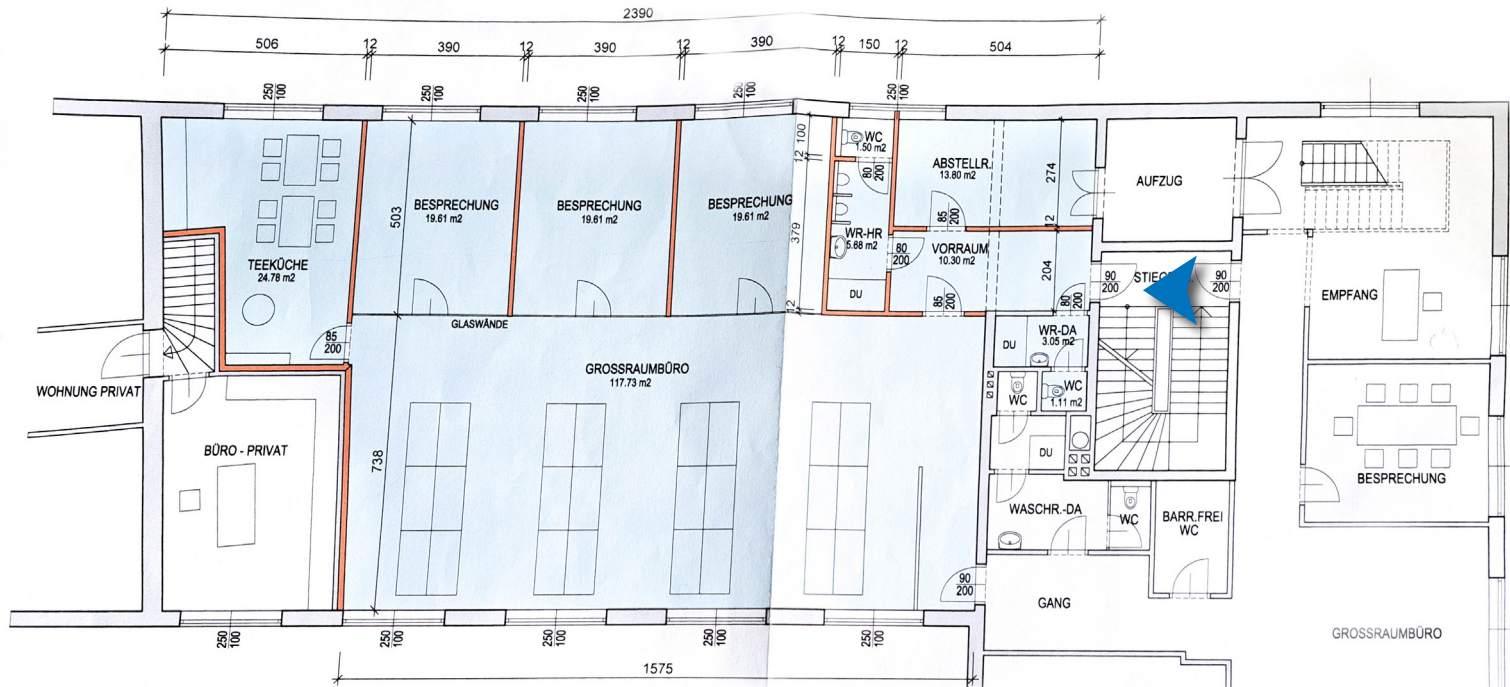 2390
506
12
390
12
390
12
390
12
150
12
504
250
100
250
100
250
100
250
100
250
100
TEEKÜCHE
24.78 m2
BESPRECHUNG
19.61 m2
BESPRECHUNG
19.61 m2
BESPRECHUNG
19.61 m2
503
100
12
379
12
WC
1.50 m2
80
200
WR-HR
5.68 m2
DU
ABSTELLR.
13.80 m2
274
12
85
200
VORRAUM
10.30 m2
204
80
200
85
200
80
200
90
200
90
200
AUFZUG
EMPFANG
GLASWÄNDE
85
200
GROSSRAUMBÜRO
117.73 m2
738
WR-DA
3.05 m2
DU
WC
1.11 m2
WC
DU
WOHNUNG PRIVAT
BÜRO - PRIVAT
WASCHR.-DA
WC
BARR.FREI
WC
BESPRECHUNG
90
200
GANG
GROSSRAUMBÜRO
250
100
250
100
250
100
250
100
250
100
1575